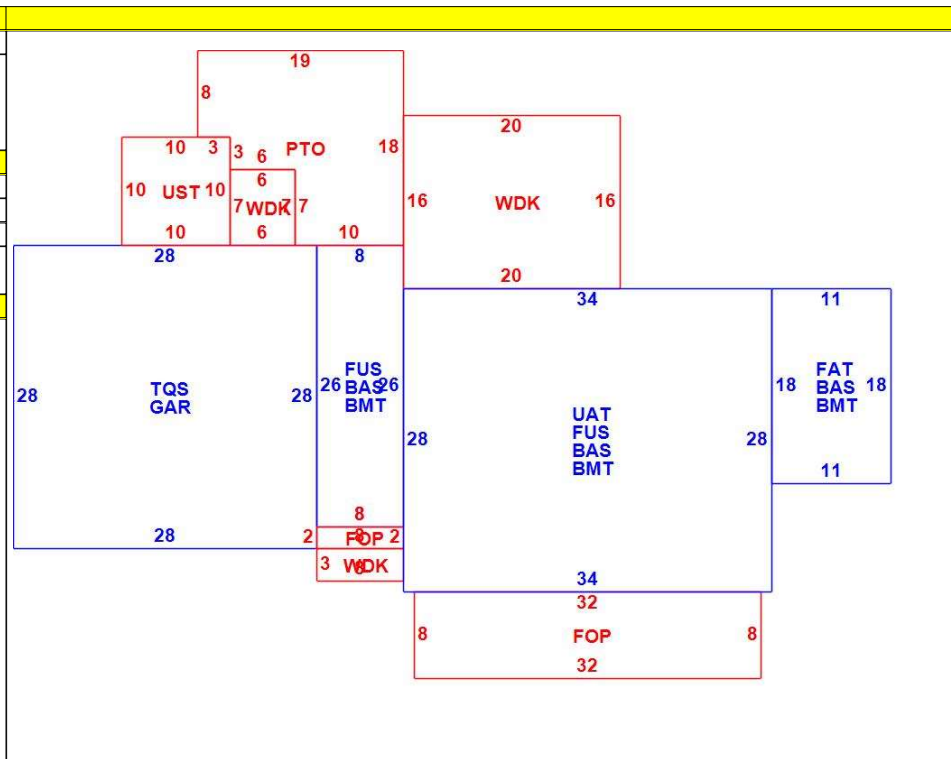 19
8
10 3 3 6 PTO 18
20
6
10 UST 10 7 WDK 7 7
16 WDK 16
10 6 10
20
28 8
34 11
28 TQS GAR 28
26 FUS BAS BMT 26
18 FAT BAS BMT 18
28 UAT FUS BAS BMT 28
11
8
28 2 FOP 8 2
3 WDK 8
34
32
8 FOP 8
32